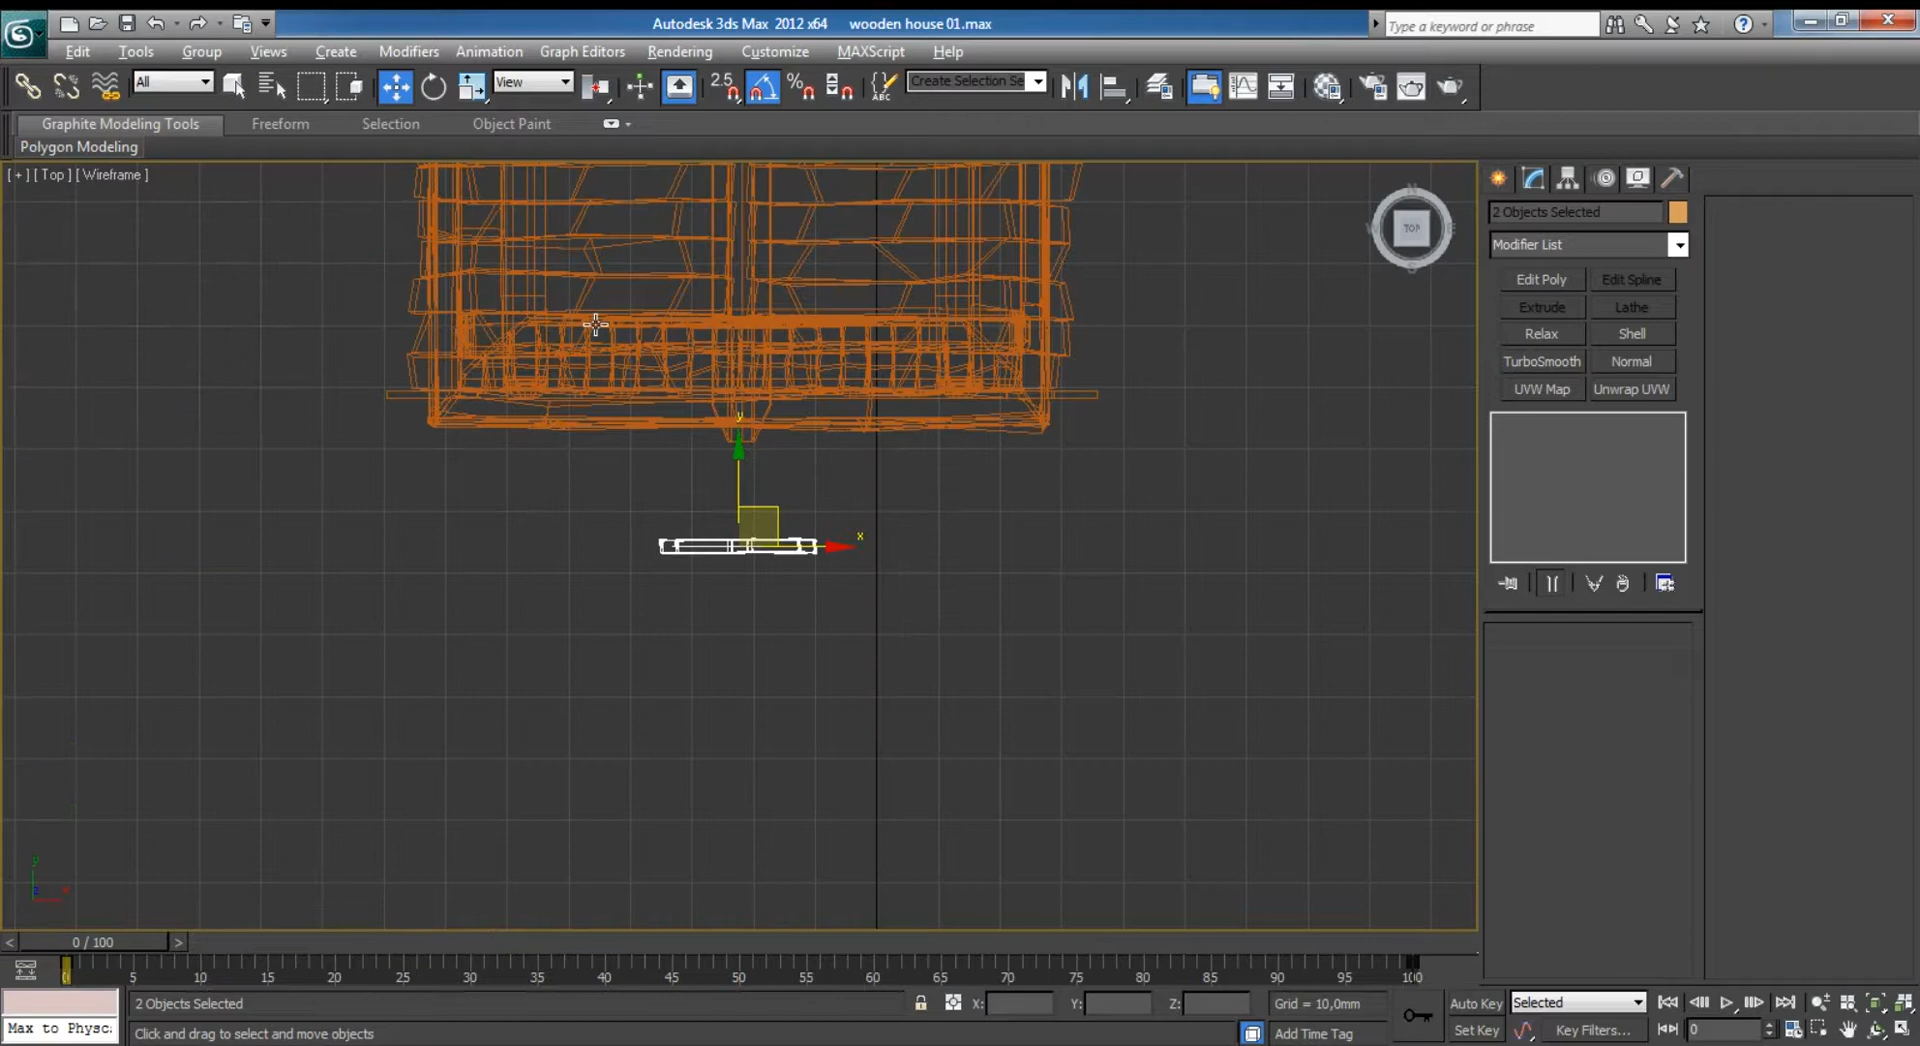 Autodesk 3ds Max 2012 x64 wooden house 01.max
Type a keyword or phrase
Edit Tools Group Views Create Modifiers Animation Graph Editors Rendering Customize MAXScript Help
All
View
2.5
%
ABC
Create Selection Se
Graphite Modeling Tools Freeform Selection Object Paint
Polygon Modeling
[ + ] [ Top ] [ Wireframe ]
TOP
2 Objects Selected
Modifier List
Edit Poly Edit Spline
Extrude Lathe
Relax Shell
TurboSmooth Normal
UVW Map Unwrap UVW
y
x
y
< 0 / 100 >
5 10 15 20 25 30 35 40 45 50 55 60 65 70 75 80 85 90 95 100
2 Objects Selected X: Y: Z: Grid = 10,0mm Auto Key Selected
Max to Physc: Click and drag to select and move objects Add Time Tag Set Key Key Filters... 0